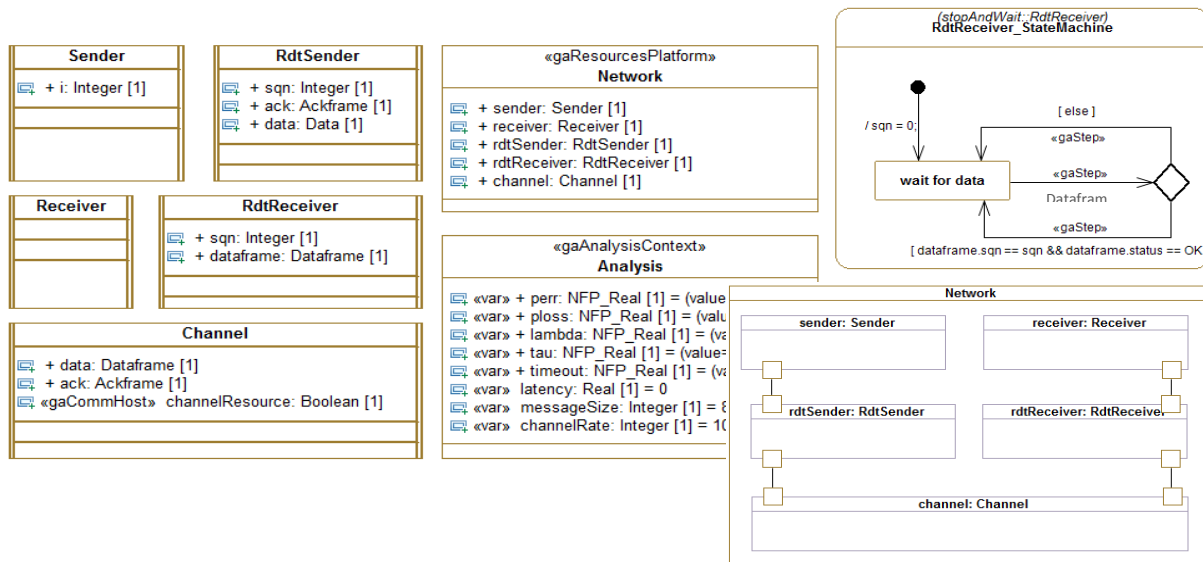 Sender
+ i: Integer [1]
RdtSender
+ sqn: Integer [1]
+ ack: Ackframe [1]
+ data: Data [1]
Receiver
RdtReceiver
+ sqn: Integer [1]
+ dataframe: Dataframe [1]
Channel
+ data: Dataframe [1]
+ ack: Ackframe [1]
«gaCommHost» channelResource: Boolean [1]
«gaResourcesPlatform»
Network
+ sender: Sender [1]
+ receiver: Receiver [1]
+ rdtSender: RdtSender [1]
+ rdtReceiver: RdtReceiver [1]
+ channel: Channel [1]
«gaAnalysisContext»
Analysis
«var» + perr: NFP_Real [1] = (value
«var» + ploss: NFP_Real [1] = (valu
«var» + lambda: NFP_Real [1] = (va
«var» + tau: NFP_Real [1] = (value=
«var» + timeout: NFP_Real [1] = (va
«var» latency: Real [1] = 0
«var» messageSize: Integer [1] = 8
«var» channelRate: Integer [1] = 10
(stopAndWait::RdtReceiver)
RdtReceiver_StateMachine
/ sqn = 0;
[ else ]
«gaStep»
wait for data
«gaStep»
Datafram
«gaStep»
[ dataframe.sqn == sqn && dataframe.status == OK
Network
sender: Sender
receiver: Receiver
rdtSender: RdtSender
rdtReceiver: RdtReceiver
channel: Channel